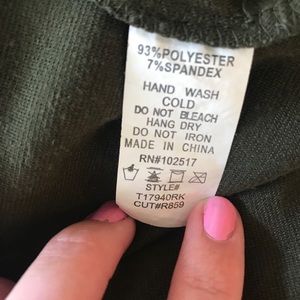 93%POLYESTER
7%SPANDEX
HAND WASH
COLD
DO NOT BLEACH
HANG DRY
DO NOT IRON
MADE IN CHINA
RN#102517
STYLE#
T17940RK
CUT#R859